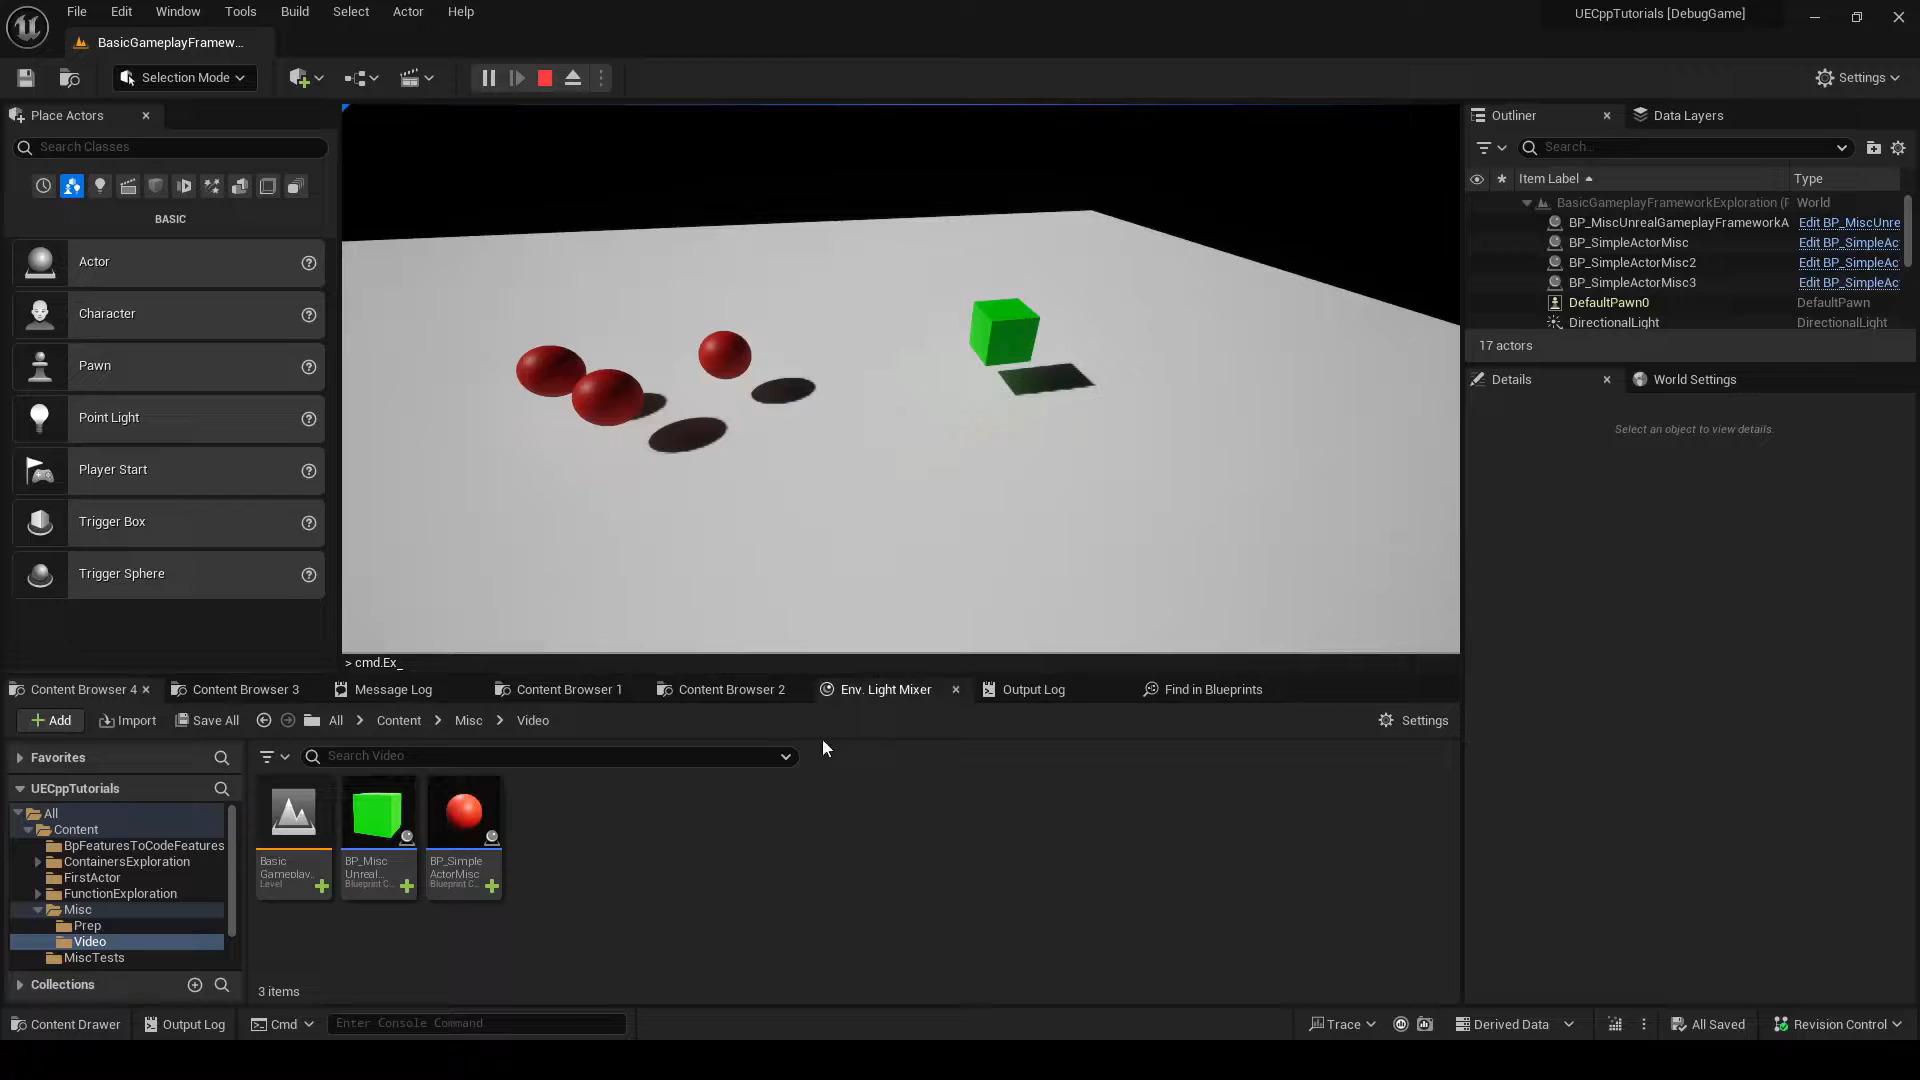 File Edit Window Tools Build Select Actor Help
UECppTutorials [DebugGame]
BasicGameplayFramew...
Selection Mode
Settings
Place Actors
Search Classes
BASIC
Actor
Character
Pawn
Point Light
Player Start
Trigger Box
Trigger Sphere
> cmd.Ex_
Outliner
Data Layers
Search...
Item Label
Type
BasicGameplayFrameworkExploration (P
World
BP_MiscUnrealGameplayFrameworkA
Edit BP_MiscUnre
BP_SimpleActorMisc
Edit BP_SimpleAc
BP_SimpleActorMisc2
Edit BP_SimpleAc
BP_SimpleActorMisc3
Edit BP_SimpleAc
DefaultPawn0
DefaultPawn
DirectionalLight
DirectionalLight
17 actors
Details
World Settings
Select an object to view details.
Content Browser 4
Content Browser 3
Message Log
Content Browser 1
Content Browser 2
Env. Light Mixer
Output Log
Find in Blueprints
Add
Import
Save All
All
Content
Misc
Video
Settings
Favorites
Search Video
UECppTutorials
All
Content
BpFeaturesToCodeFeatures
ContainersExploration
FirstActor
FunctionExploration
Misc
Prep
Video
MiscTests
Collections
Basic
Gameplay..
Level
BP_Misc
Unreal...
Blueprint C...
BP_Simple
ActorMisc
Blueprint C...
3 items
Content Drawer
Output Log
Cmd
Enter Console Command
Trace
Derived Data
All Saved
Revision Control